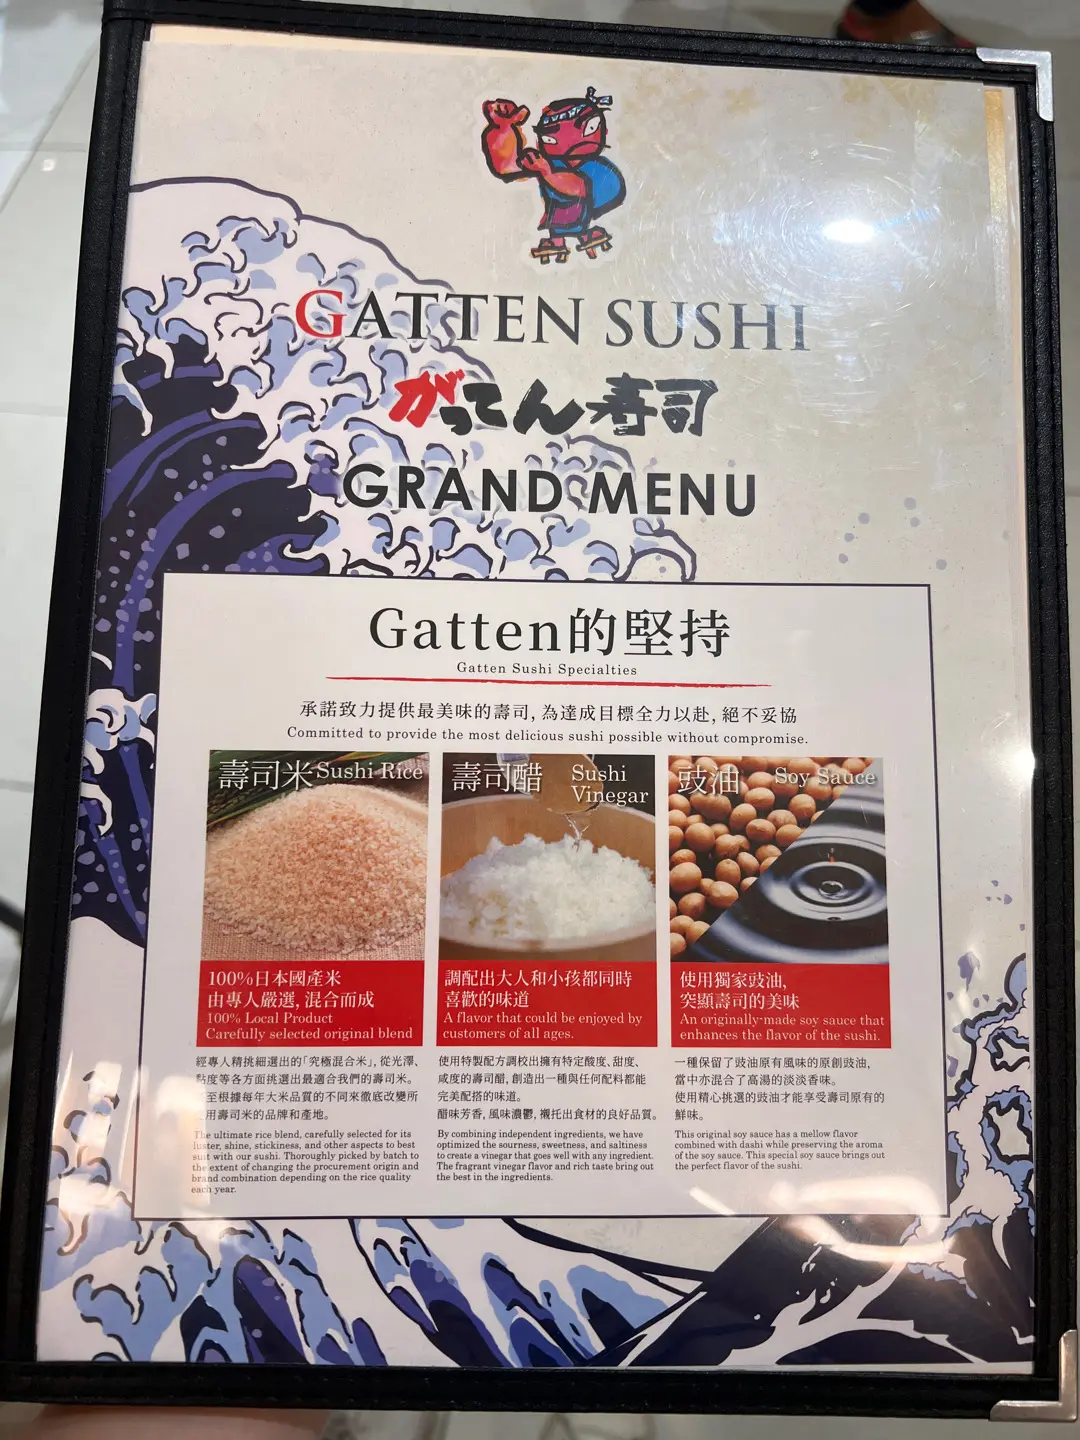 GATTEN SUSHI
がってん寿司
GRAND MENU
Gatten的堅持
Gatten Sushi Specialties
承諾致力提供最美味的壽司, 為達成目標全力以赴, 絕不妥協
Committed to provide the most delicious sushi possible without compromise.
壽司米 Sushi Rice
100%日本國產米
由專人嚴選, 混合而成
100% Local Product
Carefully selected original blend
經專人精挑細選出的「究極混合米」, 從光澤、
黏度等各方面挑選出最適合我們的壽司米。
至根據每年大米品質的不同來徹底改變所
用壽司米的品牌和產地。
The ultimate rice blend, carefully selected for its
luster, shine, stickiness, and other aspects to best
suit with our sushi. Thoroughly picked by batch to
the extent of changing the procurement origin and
brand combination depending on the rice quality
each year.
壽司醋 Sushi
Vinegar
調配出大人和小孩都同時
喜歡的味道
A flavor that could be enjoyed by
customers of all ages.
使用特製配方調校出擁有特定酸度、甜度、
咸度的壽司醋, 創造出一種與任何配料都能
完美配搭的味道。
醋味芳香, 風味濃鬱, 襯托出食材的良好品質。
By combining independent ingredients, we have
optimized the sourness, sweetness, and saltiness
to create a vinegar that goes well with any ingredient.
The fragrant vinegar flavor and rich taste bring out
the best in the ingredients.
豉油 Soy Sauce
使用獨家豉油,
突顯壽司的美味
An originally-made soy sauce that
enhances the flavor of the sushi.
一種保留了豉油原有風味的原創豉油,
當中亦混合了高湯的淡淡香味。
使用精心挑選的豉油才能享受壽司原有的
鮮味。
This original soy sauce has a mellow flavor
combined with dashi while preserving the aroma
of the soy sauce. This special soy sauce brings out
the perfect flavor of the sushi.